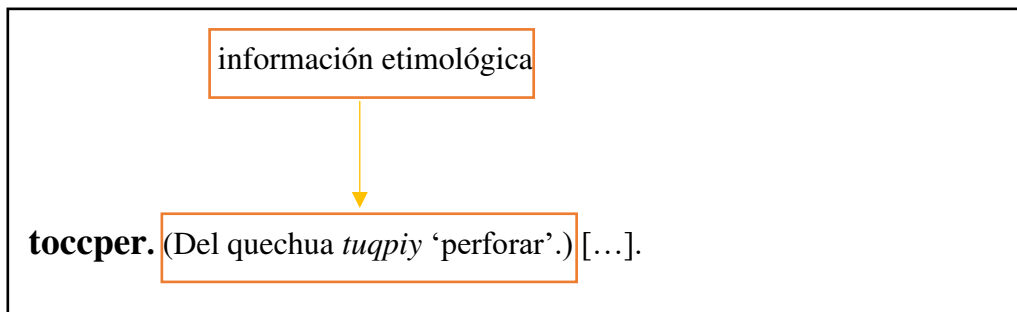 información etimológica
toccper. (Del quechua tuqpiy ‘perforar’.) […].